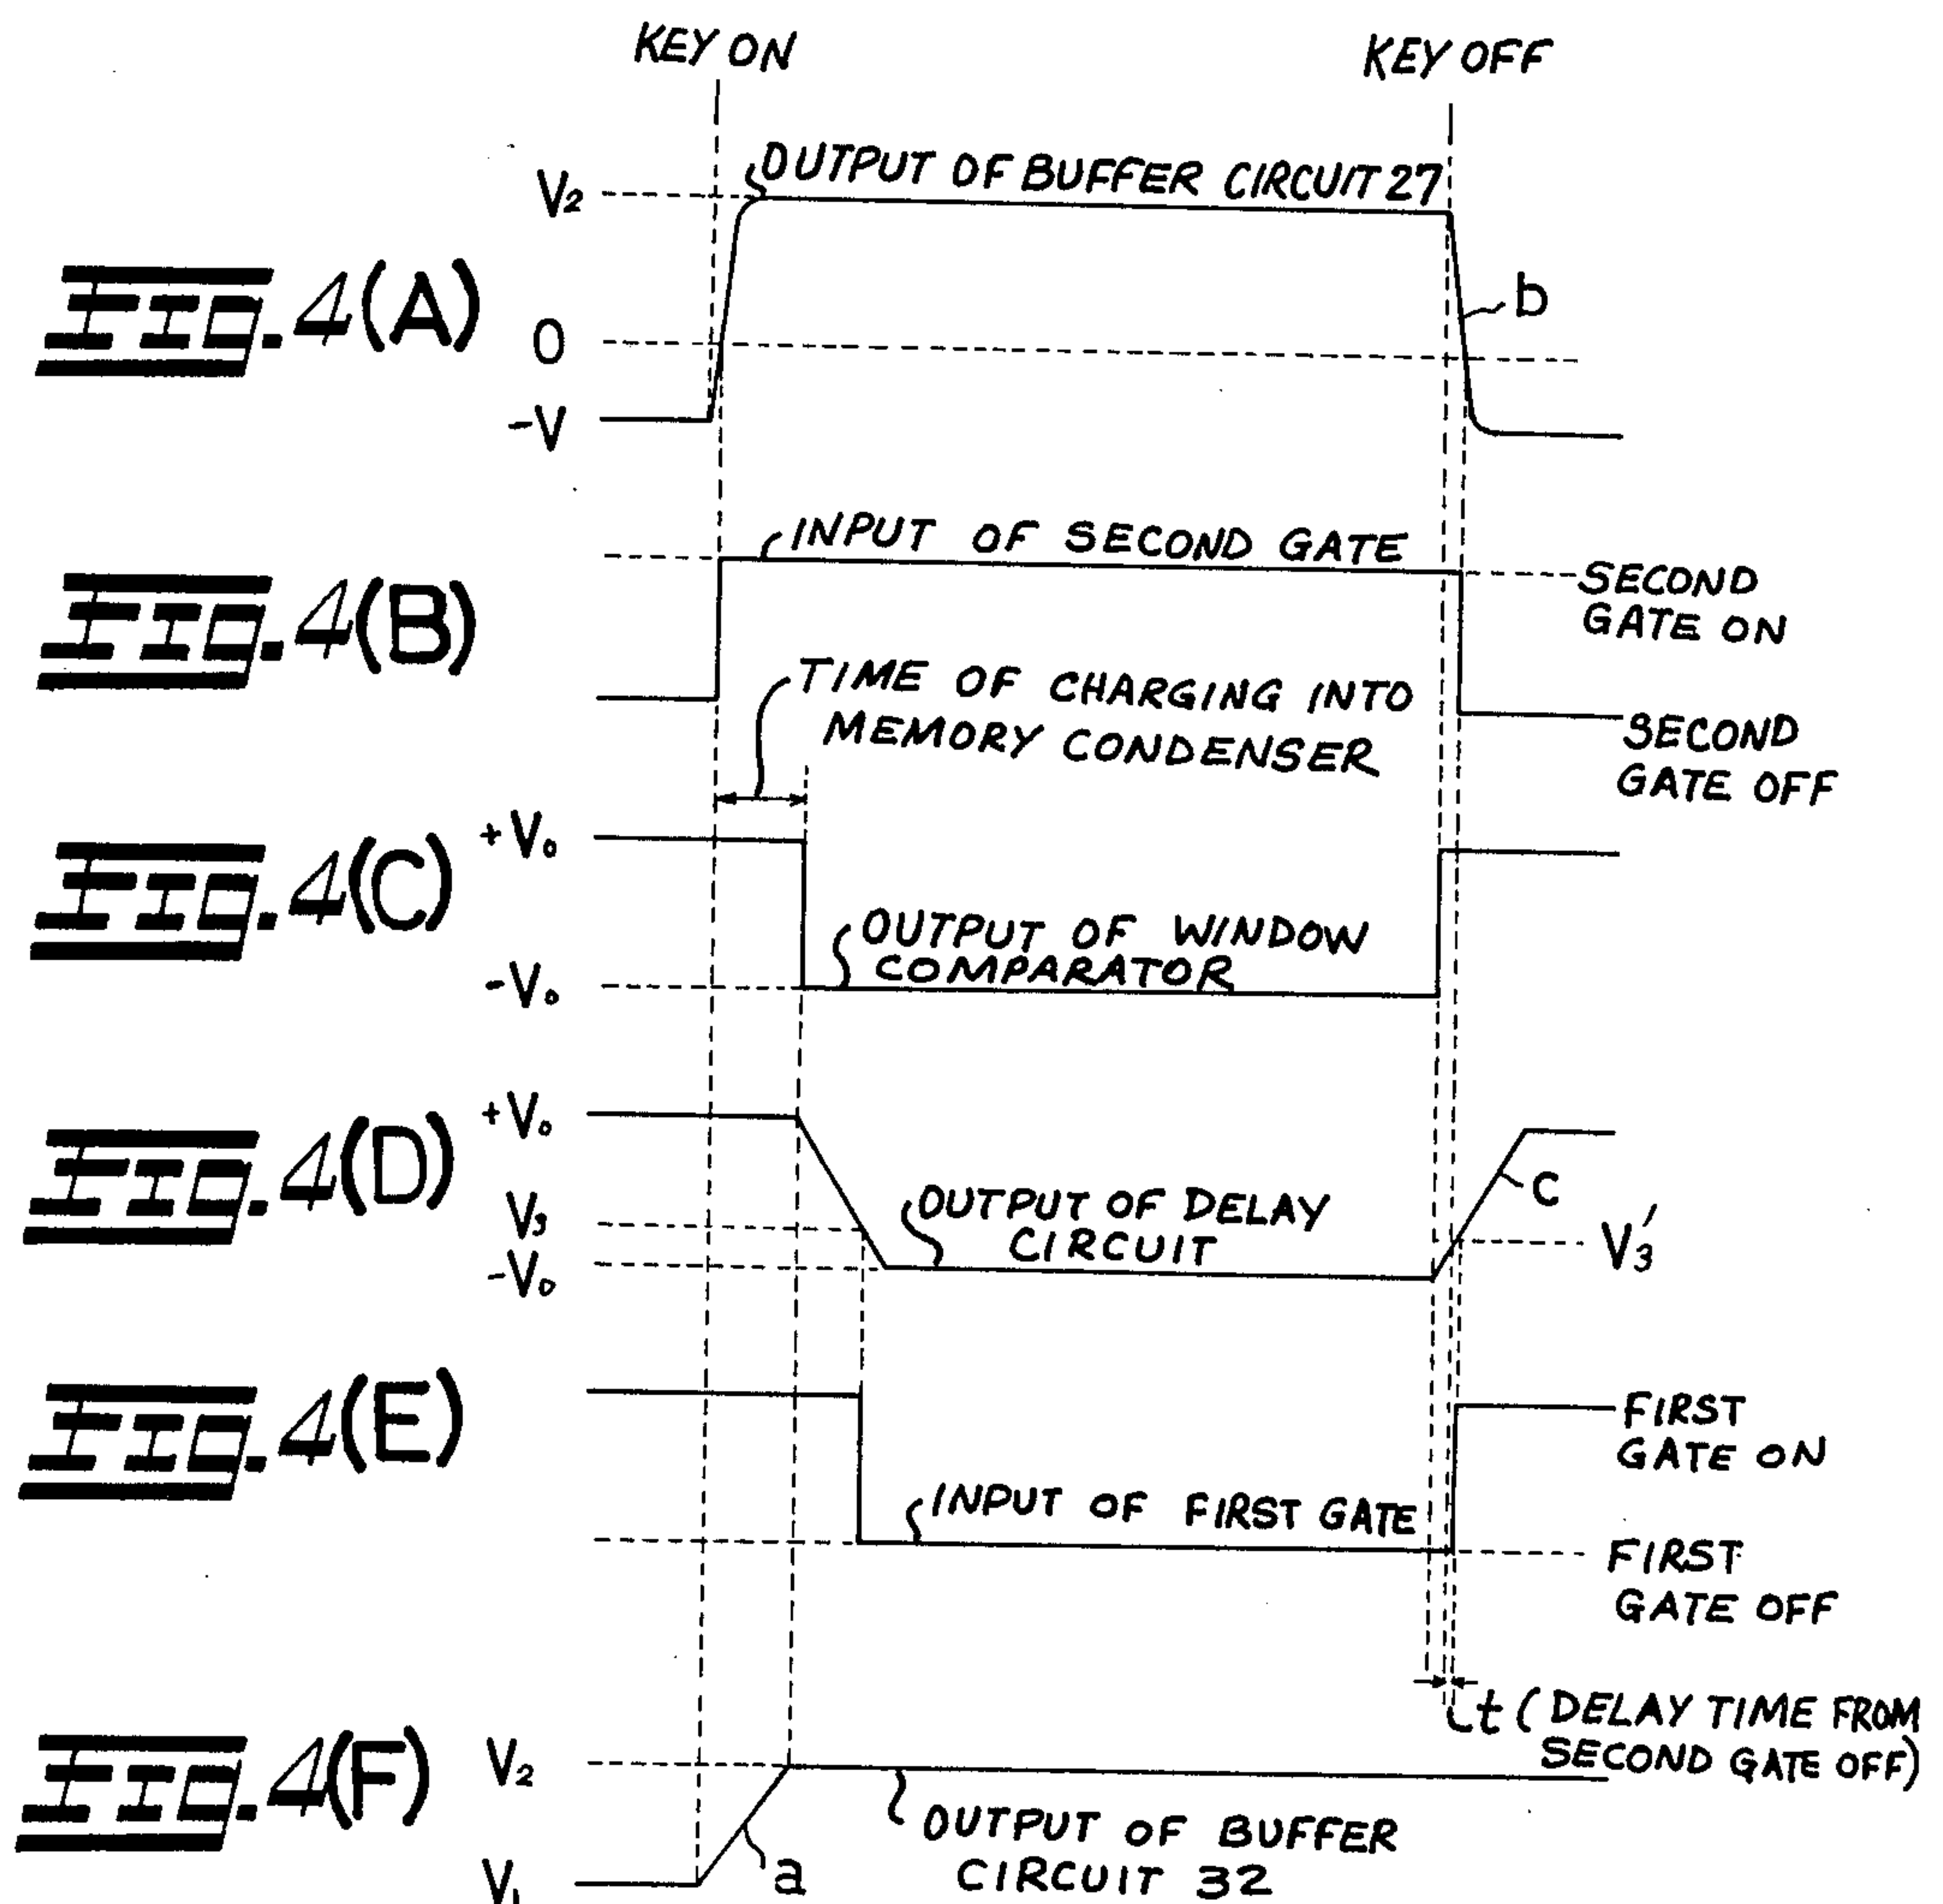 KEY ON
KEY OFF
V2
OUTPUT OF BUFFER CIRCUIT 27
FIG. 4(A)
b
0
-V
INPUT OF SECOND GATE
SECOND
GATE ON
FIG. 4(B)
TIME OF CHARGING INTO
MEMORY CONDENSER
SECOND
GATE OFF
+V0
FIG. 4(C)
OUTPUT OF WINDOW
COMPARATOR
-V0
+V0
FIG. 4(D)
c
V3
OUTPUT OF DELAY
CIRCUIT
V3'
-V0
FIG. 4(E)
FIRST
GATE ON
INPUT OF FIRST GATE
FIRST
GATE OFF
t (DELAY TIME FROM
SECOND GATE OFF)
FIG. 4(F)
V2
OUTPUT OF BUFFER
CIRCUIT 32
a
V1